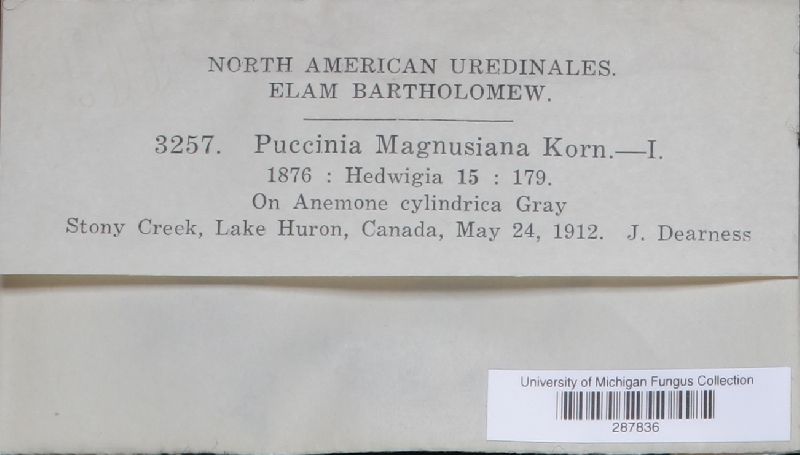 NORTH AMERICAN UREDINALES.
ELAM BARTHOLOMEW.
3257. Puccinia Magnusiana Korn.—I.
1876 : Hedwigia 15 : 179.
On Anemone cylindrica Gray
Stony Creek, Lake Huron, Canada, May 24, 1912. J. Dearness
University of Michigan Fungus Collection
287836